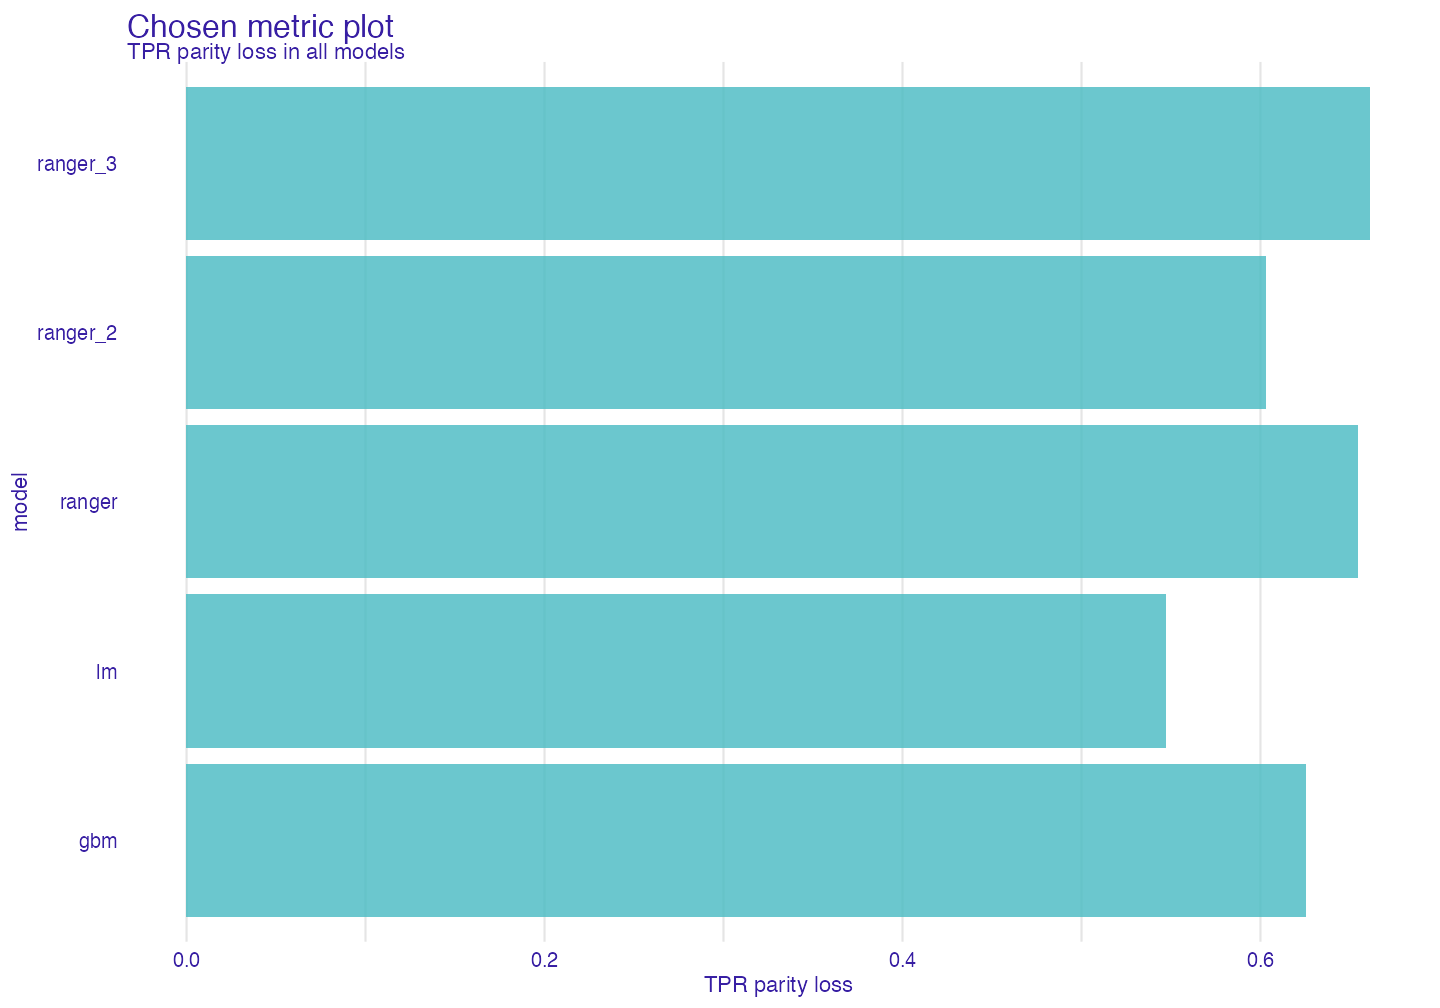 Chosen metric plot
TPR parity loss in all models
ranger_3
ranger_2
ranger
lm
gbm
model
0.0
0.2
0.4
0.6
TPR parity loss